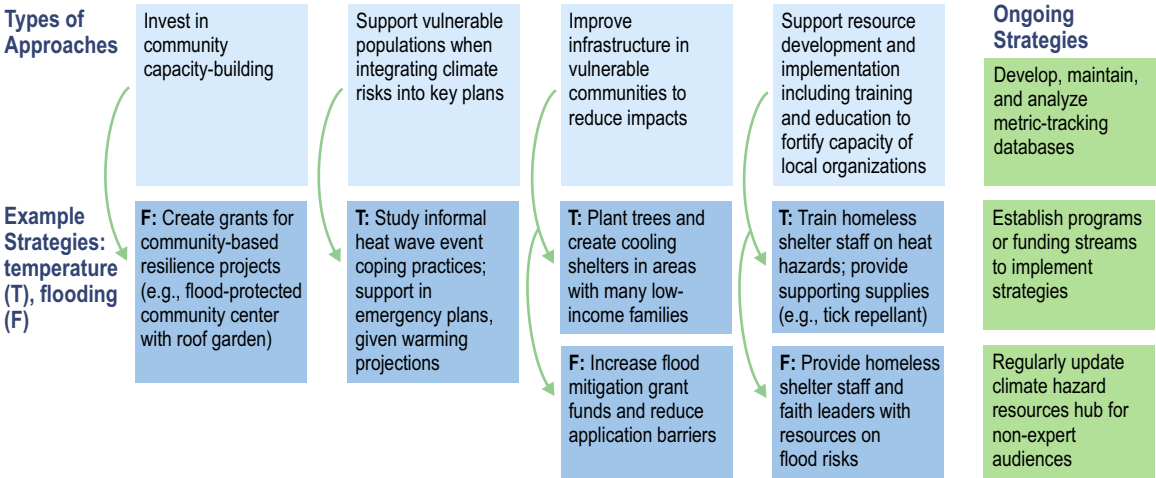 Types of
Approaches
Invest in
community
capacity-building
Support vulnerable
populations when
integrating climate
risks into key plans
Improve
infrastructure in
vulnerable
communities to
reduce impacts
Support resource
development and
implementation
including training
and education to
fortify capacity of
local organizations
Ongoing
Strategies
Develop, maintain,
and analyze
metric-tracking
databases
Example
Strategies:
temperature
(T), flooding
(F)
F: Create grants for
community-based
resilience projects
(e.g., flood-protected
community center
with roof garden)
T: Study informal
heat wave event
coping practices;
support in
emergency plans,
given warming
projections
T: Plant trees and
create cooling
shelters in areas
with many low-
income families
T: Train homeless
shelter staff on heat
hazards; provide
supporting supplies
(e.g., tick repellant)
Establish programs
or funding streams
to implement
strategies
F: Increase flood
mitigation grant
funds and reduce
application barriers
F: Provide homeless
shelter staff and
faith leaders with
resources on
flood risks
Regularly update
climate hazard
resources hub for
non-expert
audiences